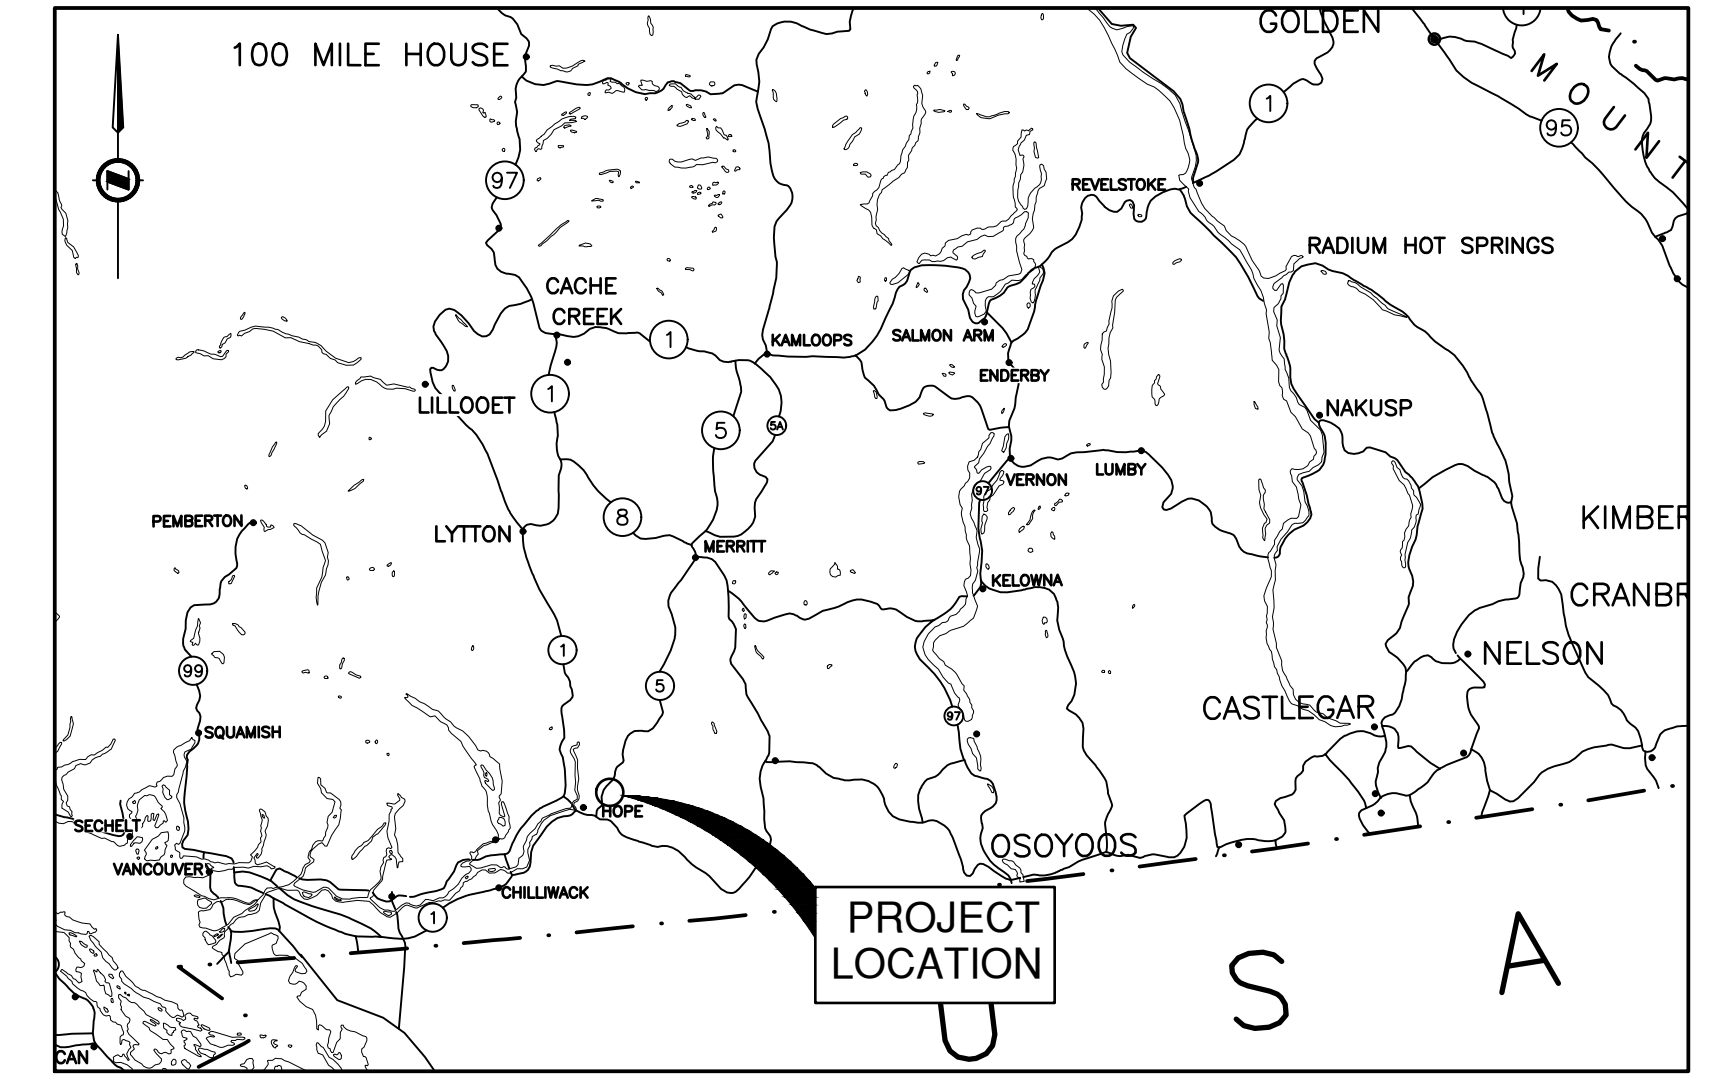 GOLDEN
1
100 MILE HOUSE
MOUNT
1
95
97
REVELSTOKE
RADIUM HOT SPRINGS
CACHE
CREEK
1
KAMLOOPS
SALMON ARM
ENDERBY
1
LILLOOET
5
5A
NAKUSP
VERNON
LUMBY
97
PEMBERTON
8
LYTTON
MERRITT
KIMBER
KELOWNA
CRANBR
1
NELSON
99
5
CASTLEGAR
97
SQUAMISH
HOPE
SECHELT
OSOYOOS
VANCOUVER
CHILLIWACK
1
PROJECT
LOCATION
U S A
CAN